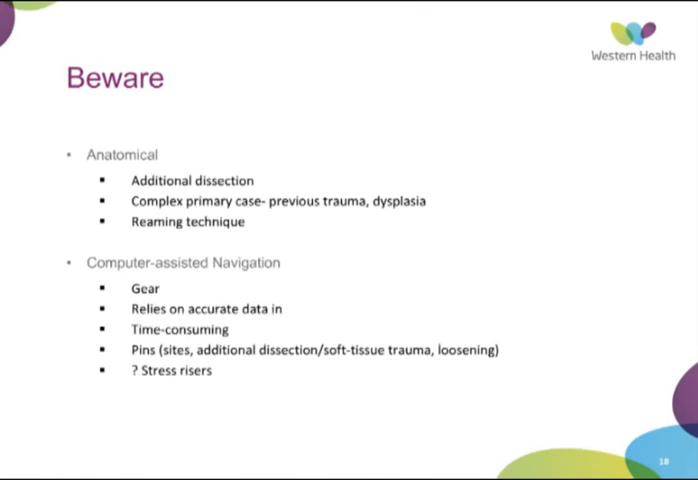 Western Health
Beware
• Anatomical
▪ Additional dissection
▪ Complex primary case- previous trauma, dysplasia
▪ Reaming technique
• Computer-assisted Navigation
▪ Gear
▪ Relies on accurate data in
▪ Time-consuming
▪ Pins (sites, additional dissection/soft-tissue trauma, loosening)
▪ ? Stress risers
18